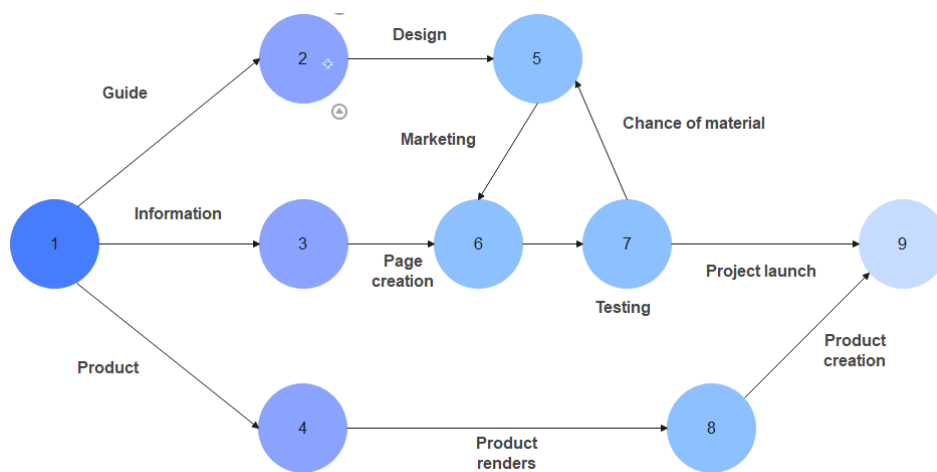 Design
2
5
Guide
Chance of material
Marketing
Information
1
3
6
7
9
Page
creation
Project launch
Testing
Product
Product
creation
4
8
Product
renders